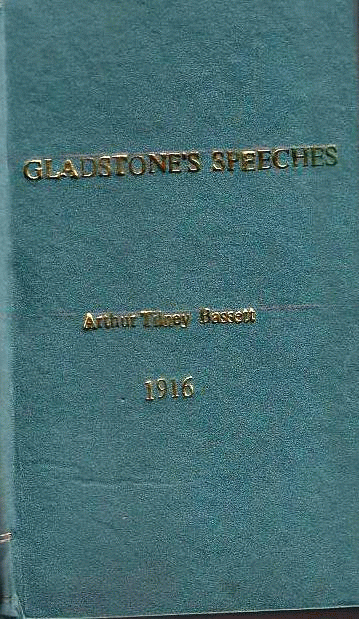 GLADSTONE'S SPEECHES
Arthur Tilney Bassett
1916